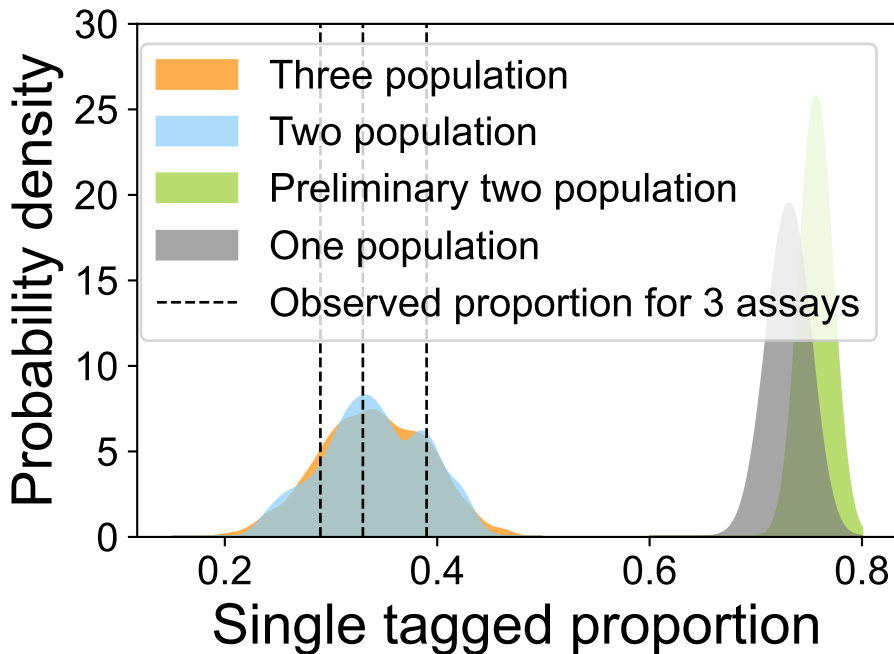 Probability density
30
25
20
15
10
5
0
Three population
Two population
Preliminary two population
One population
Observed proportion for 3 assays
0.2
0.4
0.6
0.8
Single tagged proportion